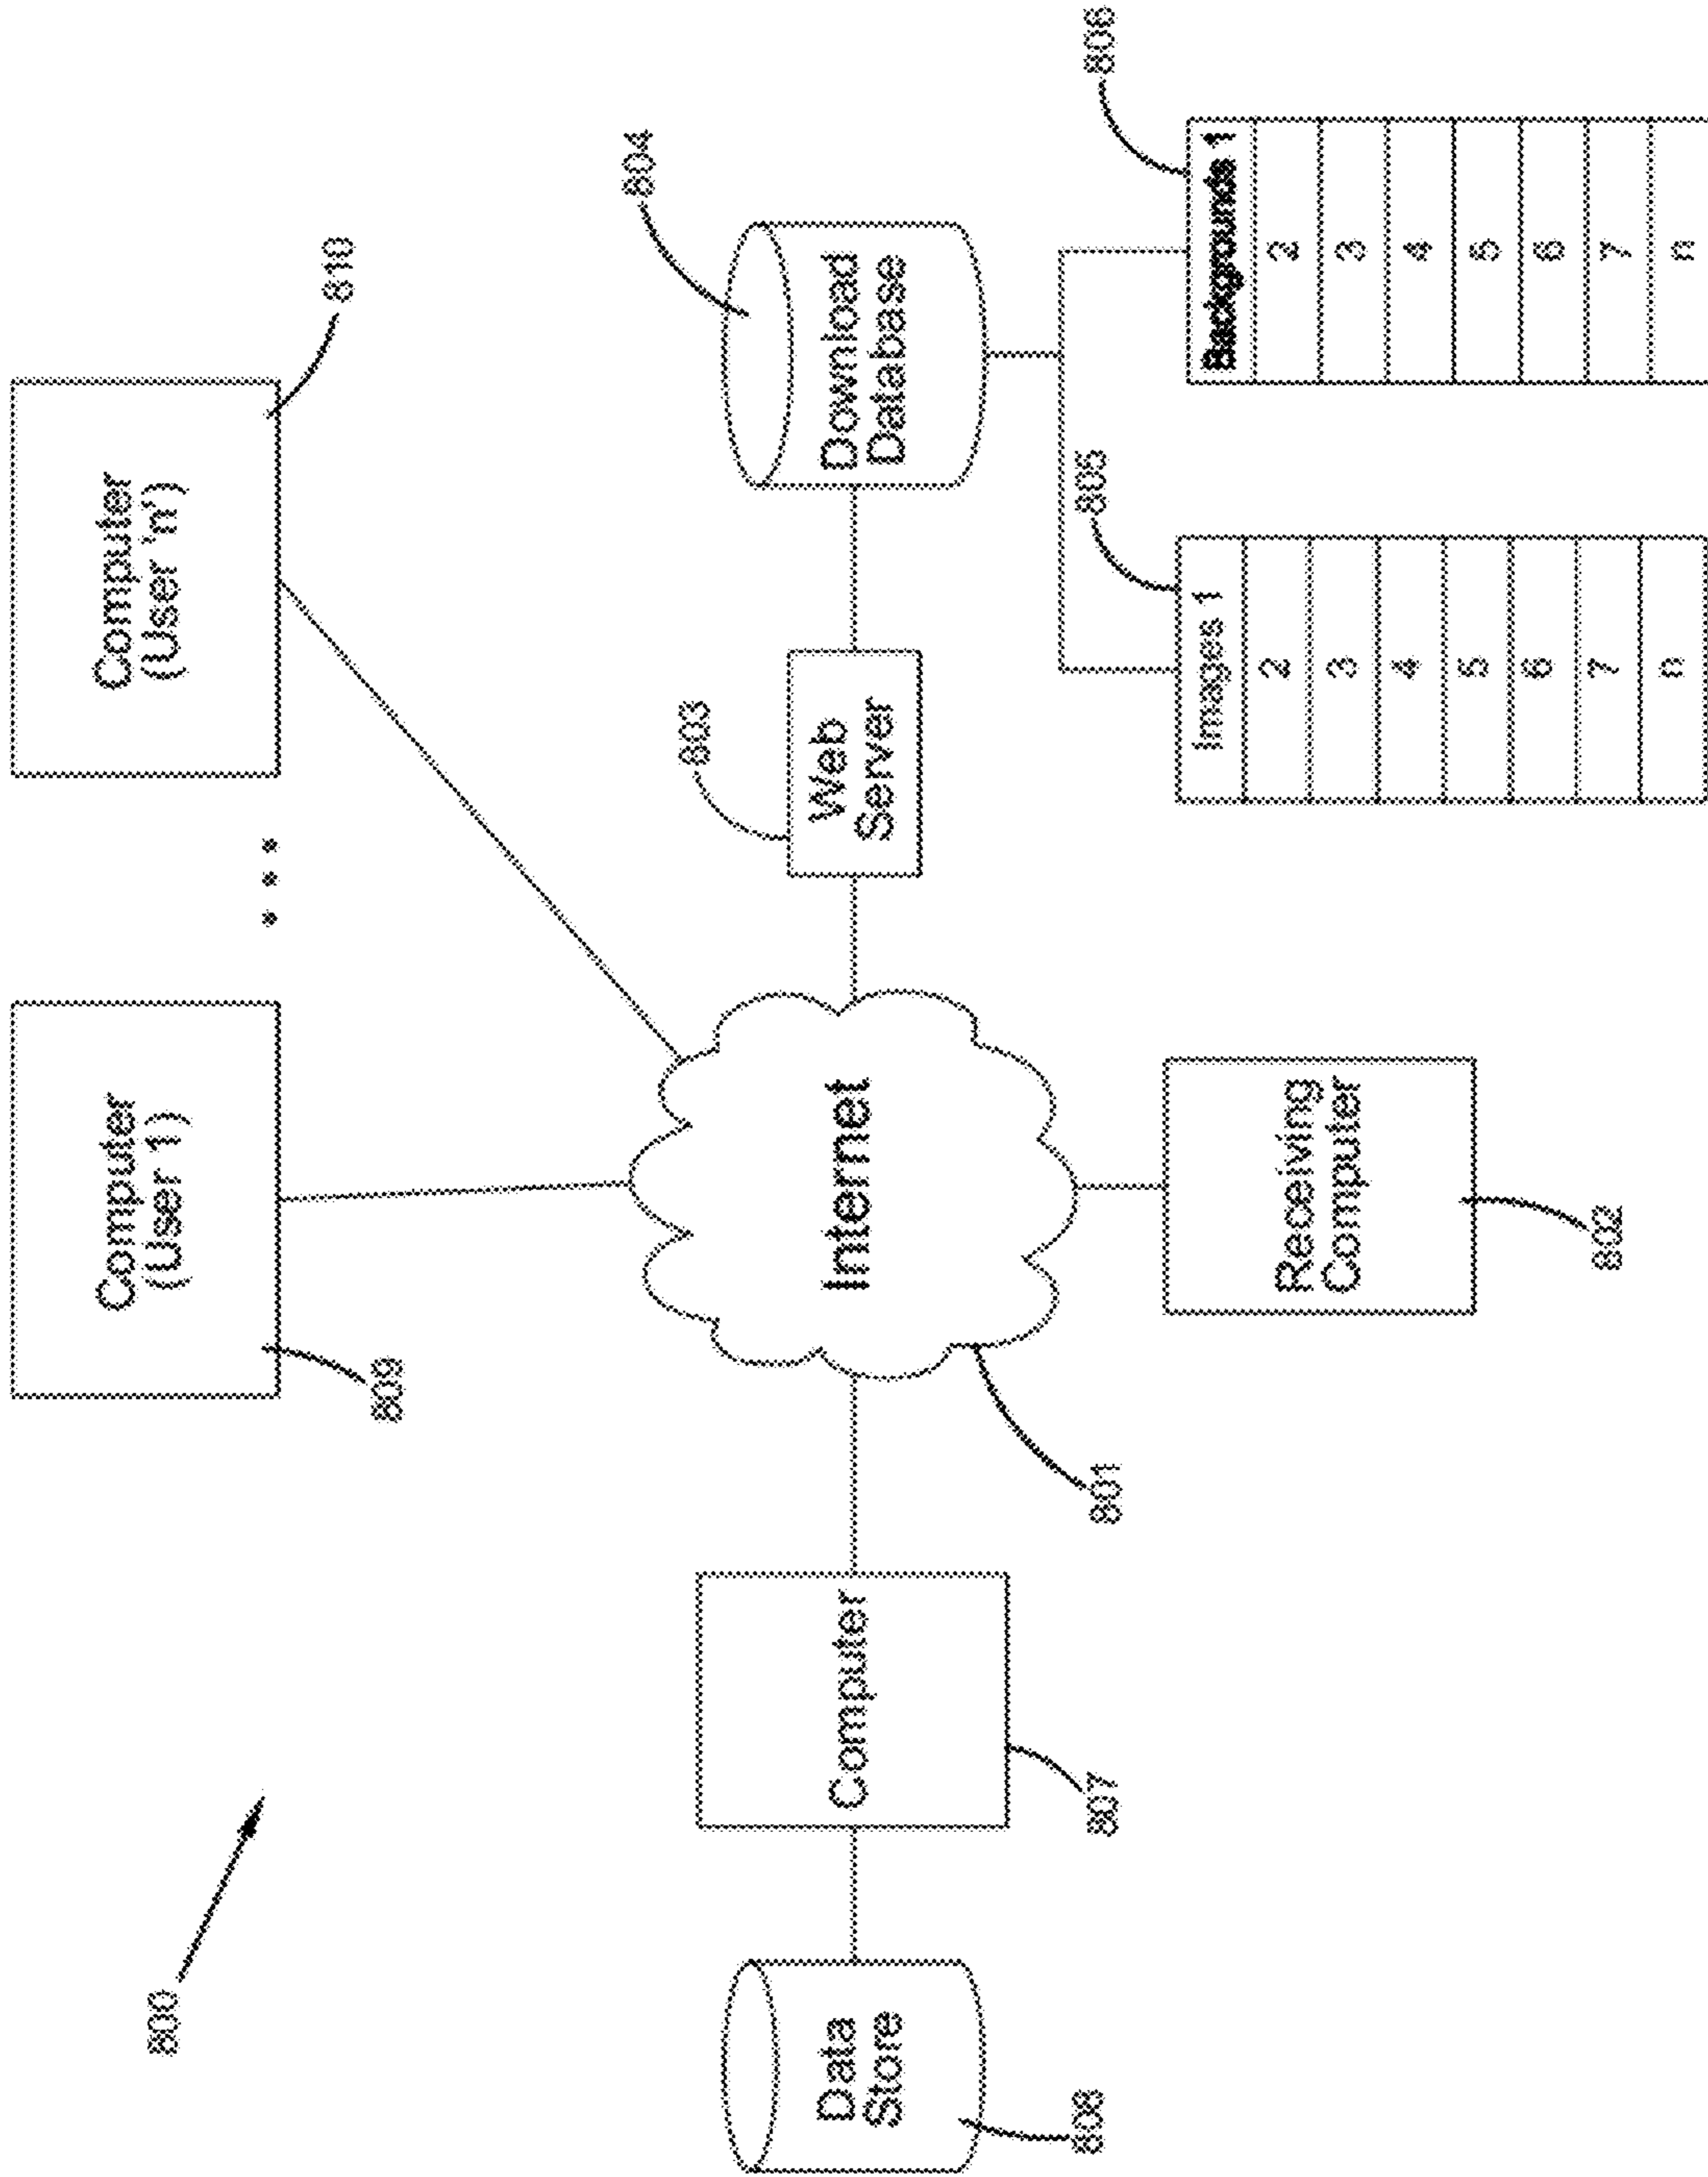 800
Computer
(User 1)
809
Computer
(User 'n')
810
Data
Store
808
Computer
807
Internet
801
Web
Server
803
Download
Database
804
Receiving
Computer
802
805
Images 1
2
3
4
5
6
7
n
806
Backgrounds 1
2
3
4
5
6
7
n